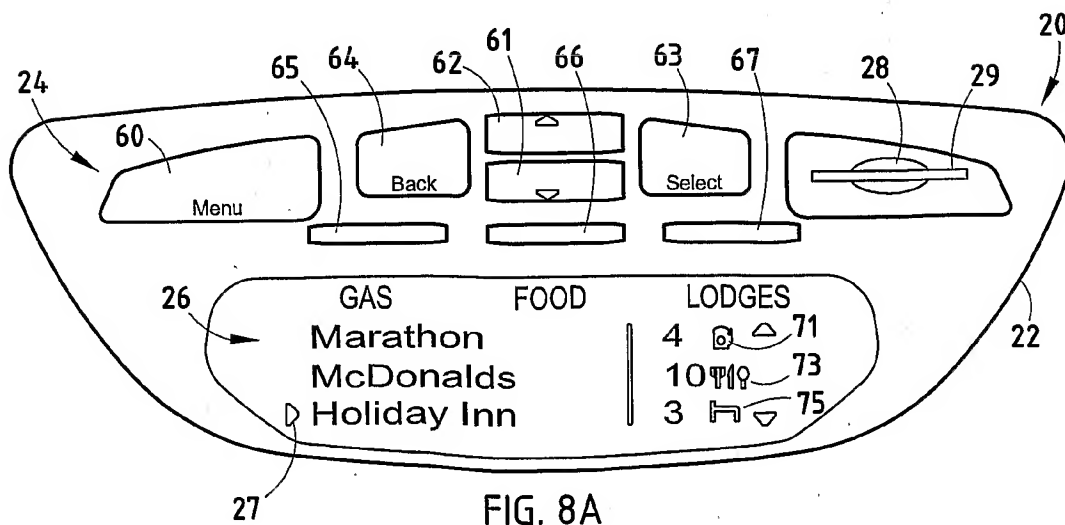 20
61
64 62 66 67 28 29
65
24
60
63
Menu Back Select
26 GAS FOOD LODGES 22
Marathon 4 71
McDonalds 10 73
Holiday Inn 3 75
27
FIG. 8A